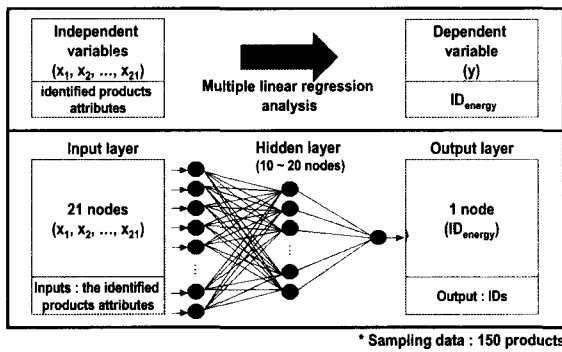 Independent
variables
(x1, x2, ..., x21)
identified products
attributes
Multiple linear regression
analysis
Dependent
variable
(y)
IDenergy
Input layer
21 nodes
(x1, x2, ..., x21)
Inputs : the identified
products attributes
Hidden layer
(10 ~ 20 nodes)
Output layer
1 node
(IDenergy)
Output : IDs
* Sampling data : 150 products